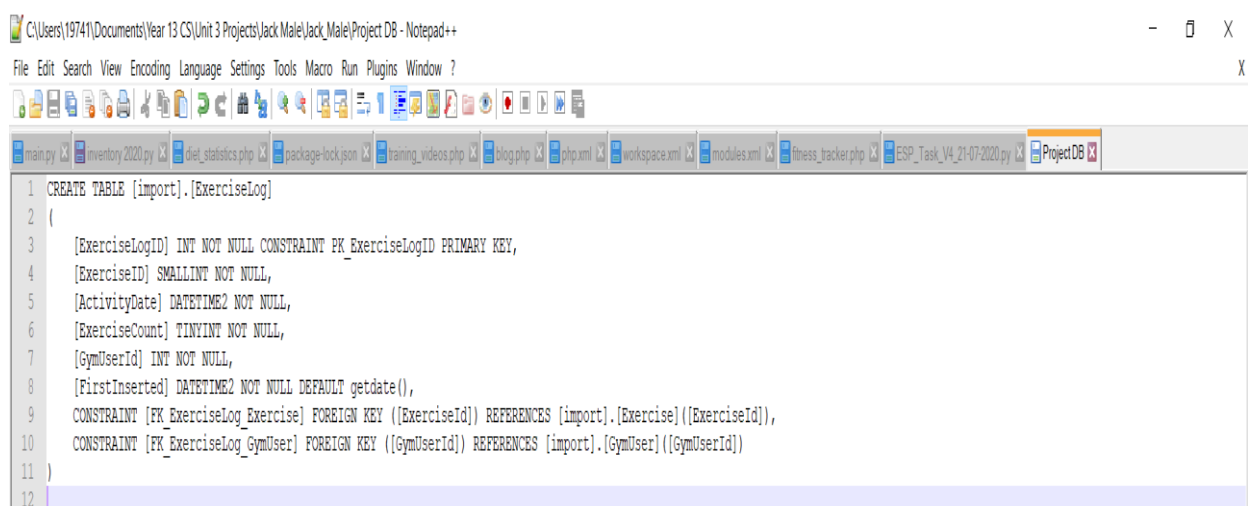 C:\Users\19741\Documents\Year 13 CS\Unit 3 Projects\Jack Male\Jack_Male\Project DB - Notepad++
File Edit Search View Encoding Language Settings Tools Macro Run Plugins Window ?
X
main.py inventory 2020.py diet_statistics.php package-lock.json training_videos.php blog.php php.xml workspace.xml modules.xml fitness_tracker.php ESP_Task_V4_21-07-2020.py Project DB
1 CREATE TABLE [import].[ExerciseLog]
2 (
3 [ExerciseLogID] INT NOT NULL CONSTRAINT PK_ExerciseLogID PRIMARY KEY,
4 [ExerciseID] SMALLINT NOT NULL,
5 [ActivityDate] DATETIME2 NOT NULL,
6 [ExerciseCount] TINYINT NOT NULL,
7 [GymUserId] INT NOT NULL,
8 [FirstInserted] DATETIME2 NOT NULL DEFAULT getdate(),
9 CONSTRAINT [FK_ExerciseLog_Exercise] FOREIGN KEY ([ExerciseId]) REFERENCES [import].[Exercise]([ExerciseId]),
10 CONSTRAINT [FK_ExerciseLog_GymUser] FOREIGN KEY ([GymUserId]) REFERENCES [import].[GymUser]([GymUserId])
11 )
12